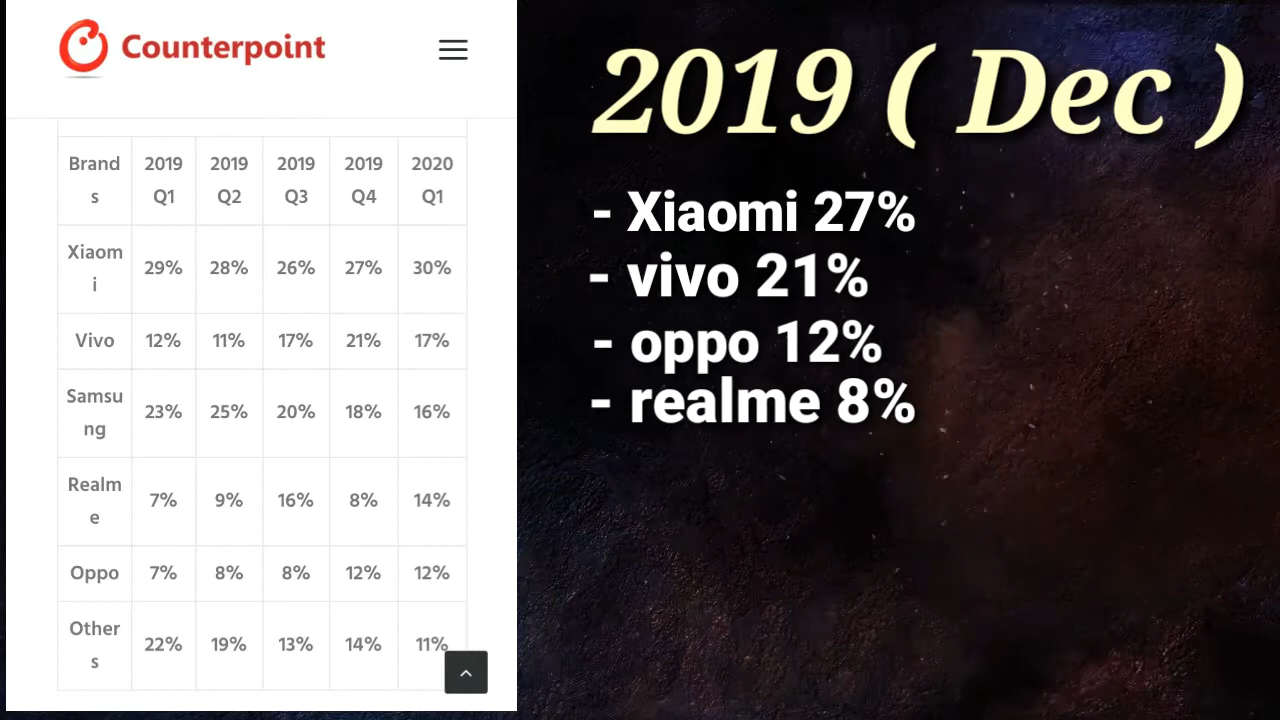 Counterpoint
Brand
s
2019
Q1
2019
Q2
2019
Q3
2019
Q4
2020
Q1
Xiaom
i
29%
28%
26%
27%
30%
Vivo
12%
11%
17%
21%
17%
Samsu
ng
23%
25%
20%
18%
16%
Realm
e
7%
9%
16%
8%
14%
Oppo
7%
8%
8%
12%
12%
Other
s
22%
19%
13%
14%
11%
2019 ( Dec )
- Xiaomi 27%
- vivo 21%
- oppo 12%
- realme 8%